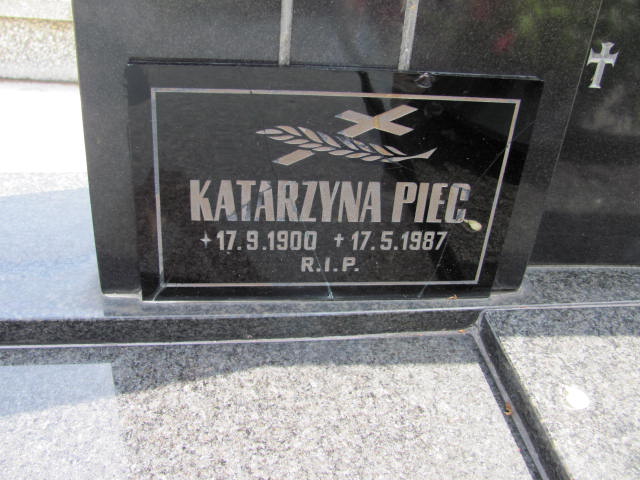 KATARZYNA PIEC
+17.9.1900 +17.5.1987
R.I.P.